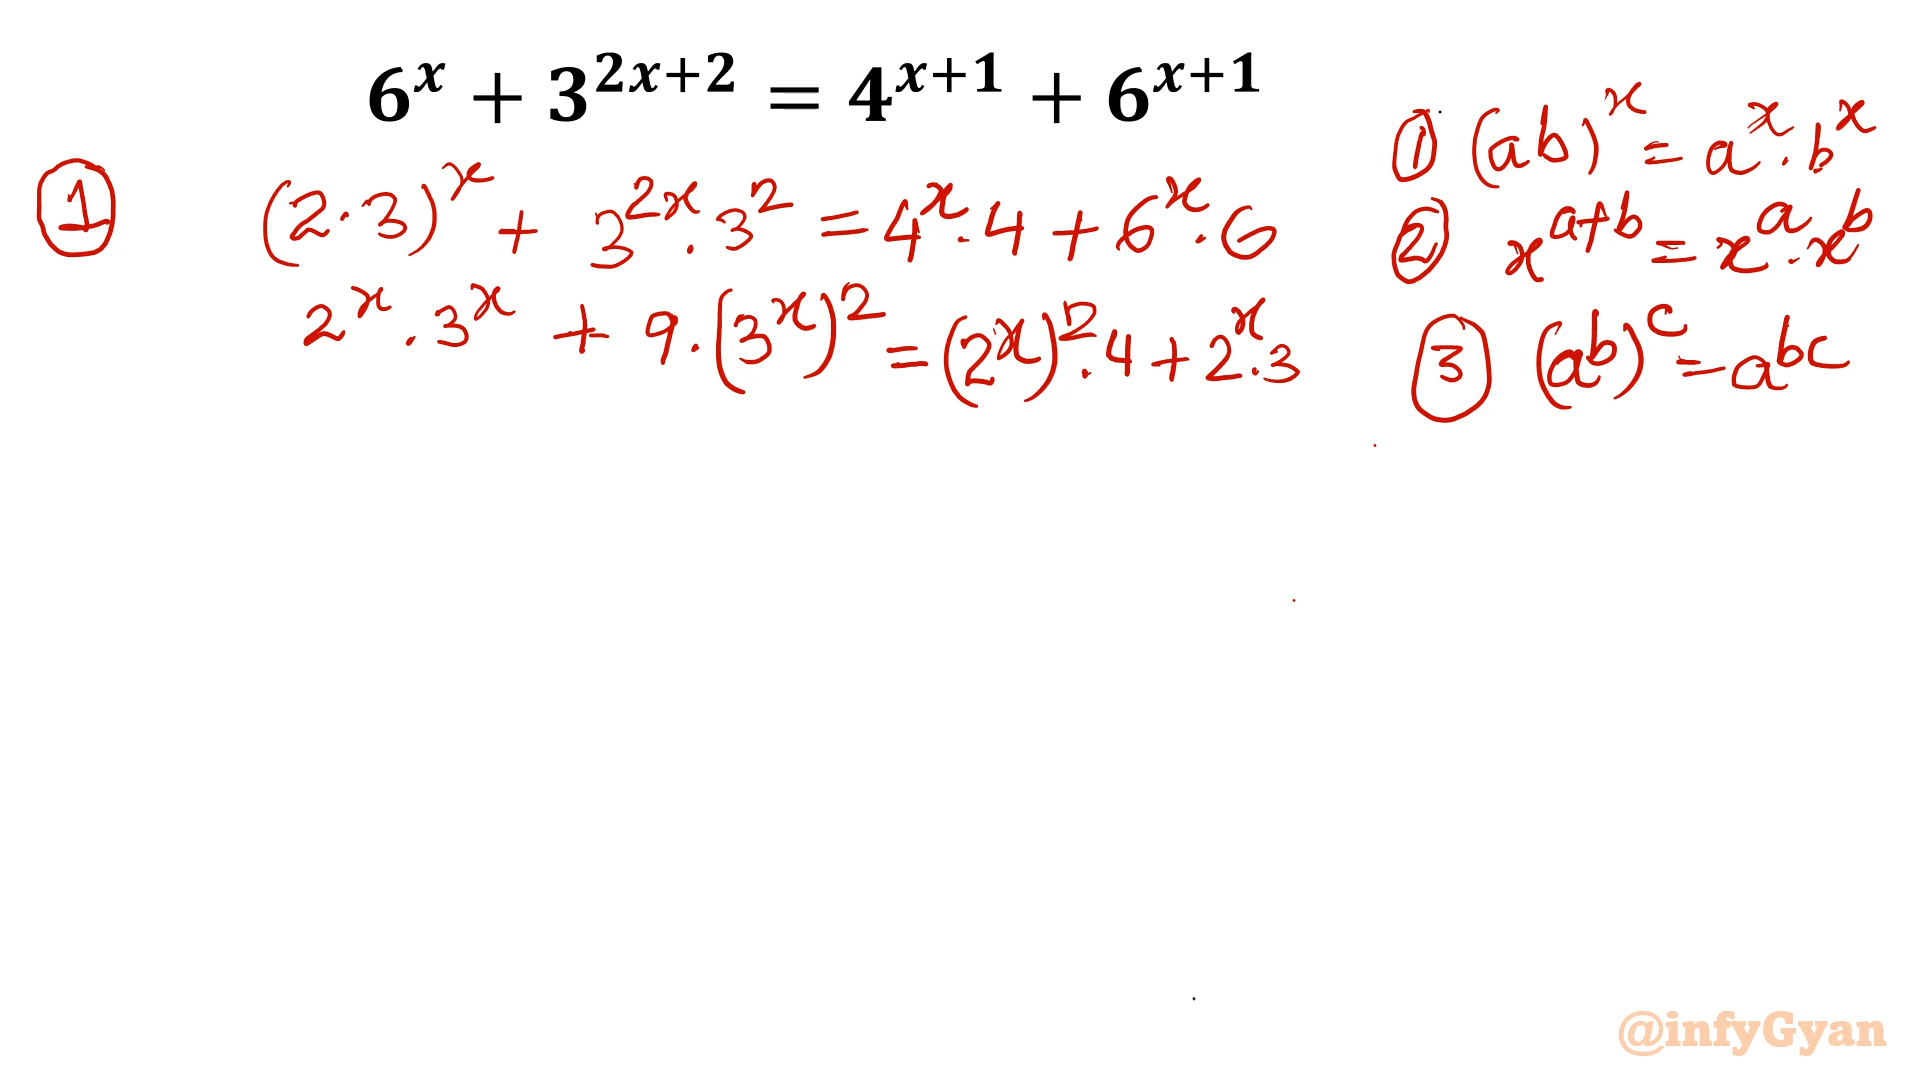 6^x + 3^{2x+2} = 4^{x+1} + 6^{x+1}
① (2·3)^x + 3^{2x}·3^2 = 4^x·4 + 6^x·6
2^x·3^x + 9·(3^x)^2 = (2^x)^2·4 + 2^x·3
① (ab)^x = a^x·b^x
② x^{a+b} = x^a·x^b
③ (a^b)^c = a^{bc}
@infyGyan